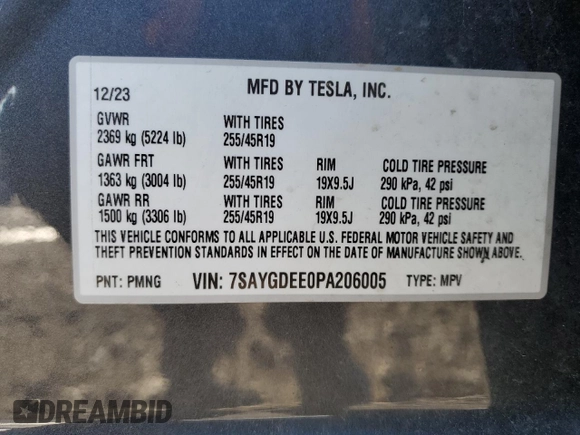 12/23 MFD BY TESLA, INC.
GVWR WITH TIRES
2369 kg (5224 lb) 255/45R19
GAWR FRT WITH TIRES RIM COLD TIRE PRESSURE
1363 kg (3004 lb) 255/45R19 19X9.5J 290 kPa, 42 psi
GAWR RR WITH TIRES RIM COLD TIRE PRESSURE
1500 kg (3306 lb) 255/45R19 19X9.5J 290 kPa, 42 psi
THIS VEHICLE CONFORMS TO ALL APPLICABLE U.S. FEDERAL MOTOR VEHICLE SAFETY AND
THEFT PREVENTION STANDARDS IN EFFECT ON THE DATE OF MANUFACTURE SHOWN ABOVE.
PNT: PMNG VIN: 7SAYGDEE0PA206005 TYPE: MPV
DREAMBID